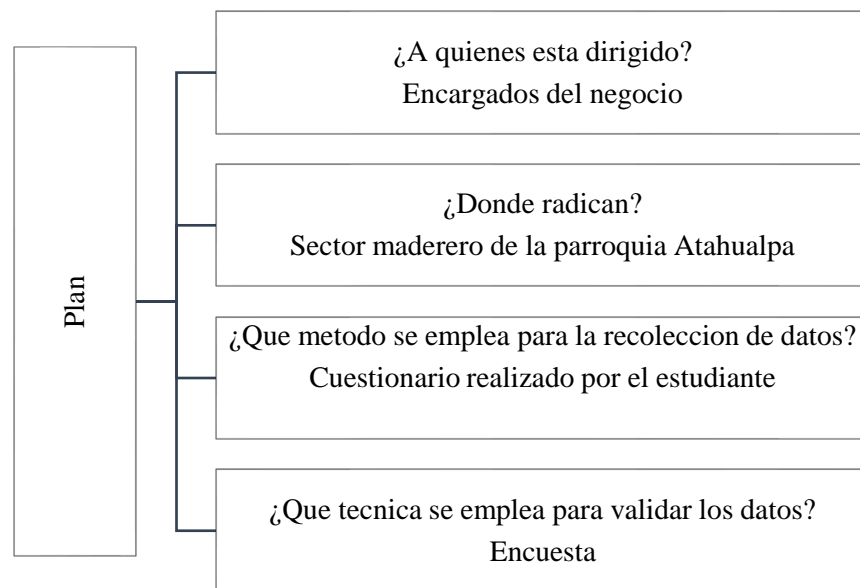 Plan
¿A quienes esta dirigido?
Encargados del negocio
¿Donde radican?
Sector maderero de la parroquia Atahualpa
¿Que metodo se emplea para la recoleccion de datos?
Cuestionario realizado por el estudiante
¿Que tecnica se emplea para validar los datos?
Encuesta